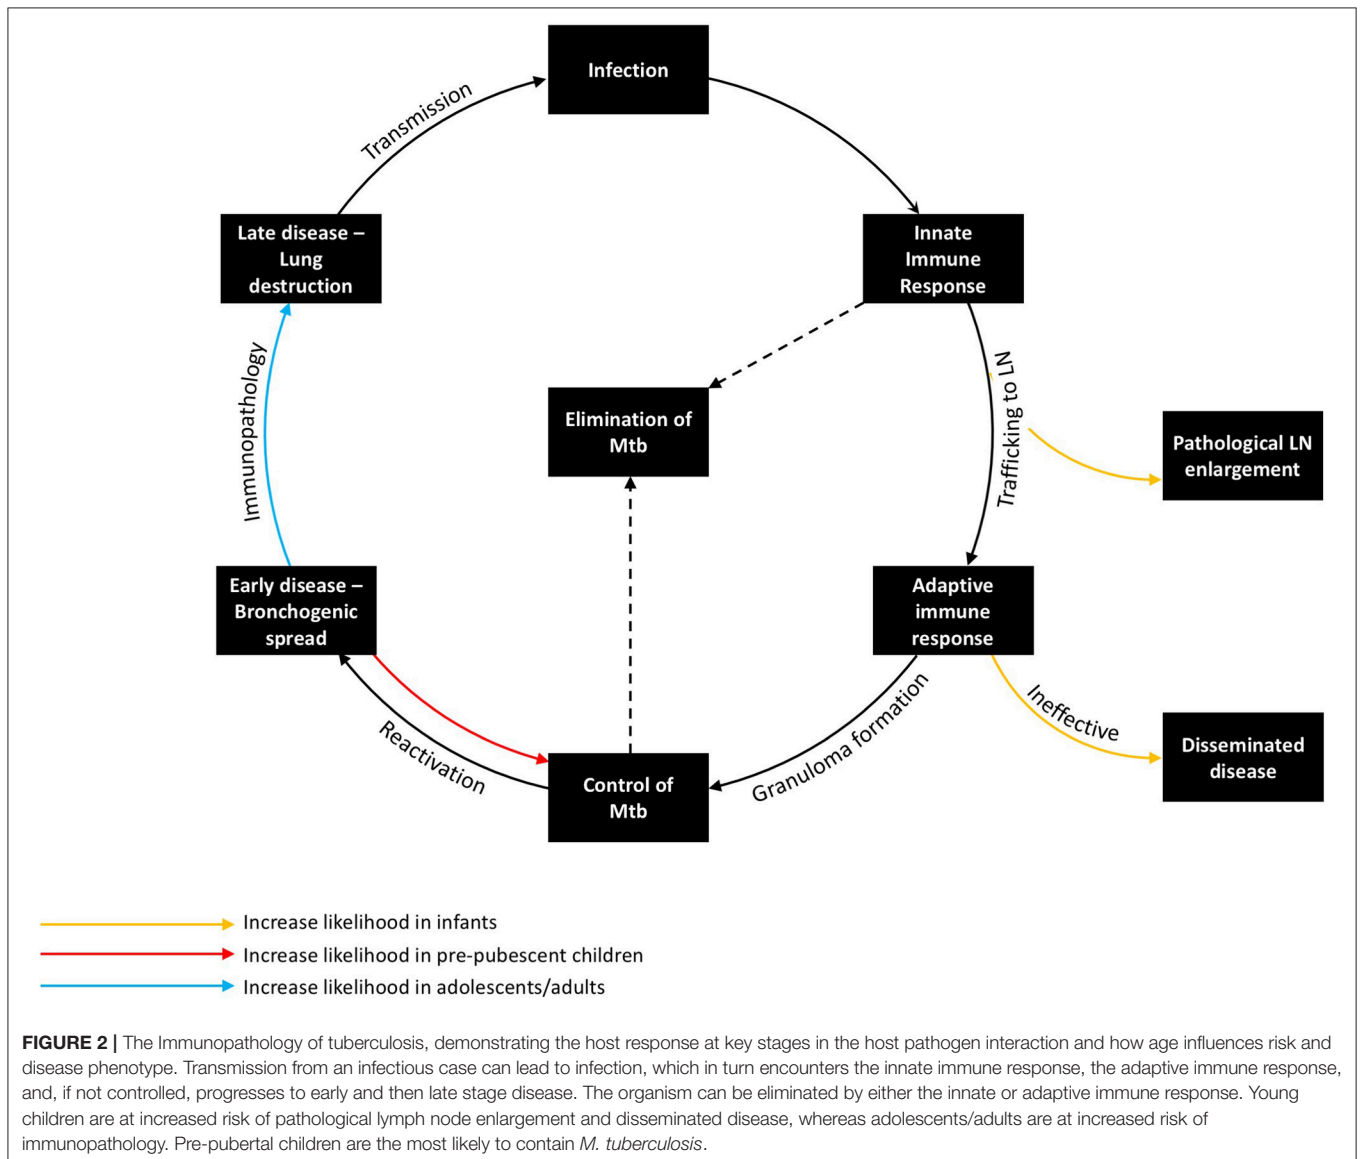 Infection
Transmission
Late disease –
Lung
destruction
Innate
Immune
Response
Immunopathology
Trafficking to LN
Elimination of
Mtb
Pathological LN
enlargement
Early disease –
Bronchogenic
spread
Adaptive
immune
response
Reactivation
Control of
Mtb
Granuloma formation
Ineffective
Disseminated
disease
Increase likelihood in infants
Increase likelihood in pre-pubescent children
Increase likelihood in adolescents/adults
FIGURE 2 | The Immunopathology of tuberculosis, demonstrating the host response at key stages in the host pathogen interaction and how age influences risk and
disease phenotype. Transmission from an infectious case can lead to infection, which in turn encounters the innate immune response, the adaptive immune response,
and, if not controlled, progresses to early and then late stage disease. The organism can be eliminated by either the innate or adaptive immune response. Young
children are at increased risk of pathological lymph node enlargement and disseminated disease, whereas adolescents/adults are at increased risk of
immunopathology. Pre-pubertal children are the most likely to contain M. tuberculosis.